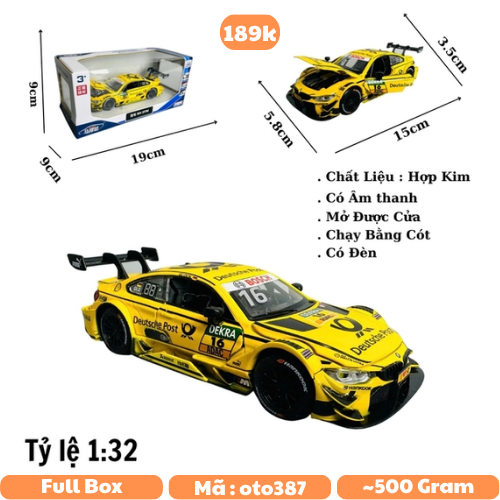 189k
9cm
9cm
19cm
3.5cm
5.8cm
15cm
. Chất Liệu : Hợp Kim
. Có Âm thanh
. Mở Được Cửa
. Chạy Bằng Cót
. Có Đèn
BOSCH
16
88
Deutsche Post
DEKRA
16
HANKOOK
Tỷ lệ 1:32
Full Box
Mã : oto387
~500 Gram